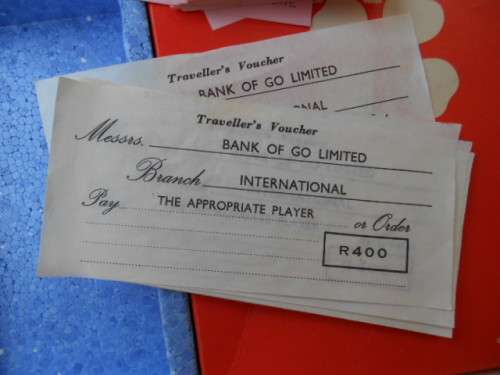 Traveller's Voucher
BANK OF GO LIMITED
Traveller's Voucher
Messrs. BANK OF GO LIMITED
Branch INTERNATIONAL
Pay THE APPROPRIATE PLAYER or Order
R400